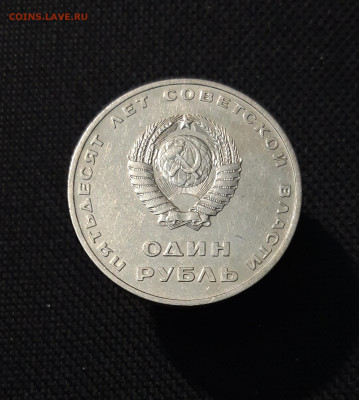 COINS.LAVE.RU
ПЯТЬДЕСЯТ ЛЕТ СОВЕТСКОЙ ВЛАСТИ
ОДИН
РУБЛЬ